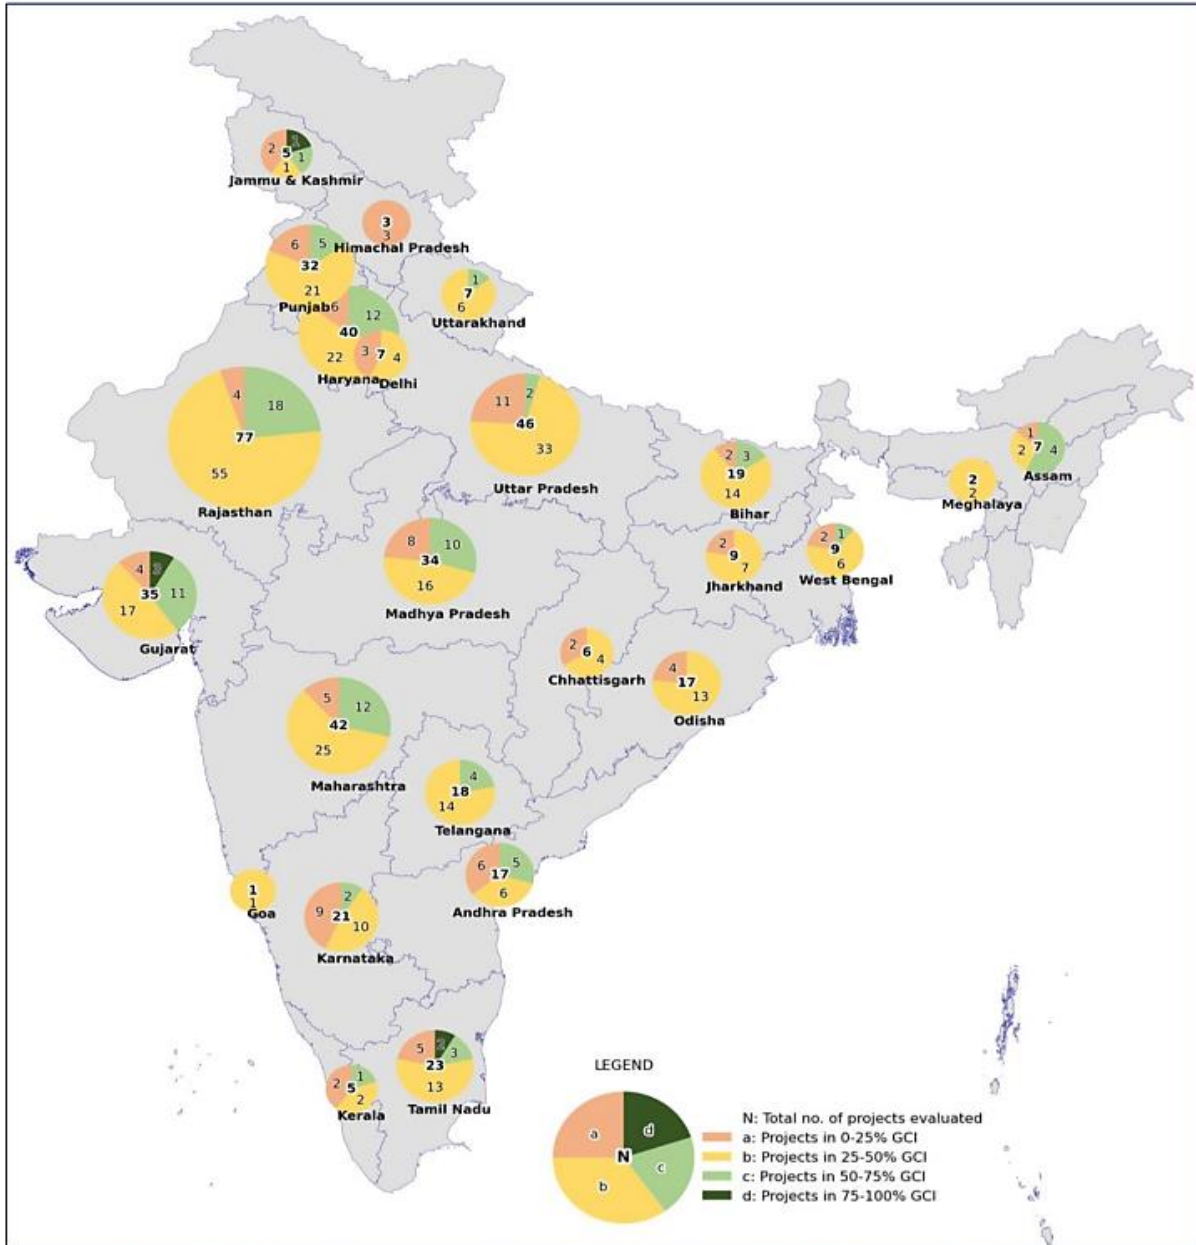 2
1
5
1
1
Jammu & Kashmir
3
3
Himachal Pradesh
6
5
32
21
Punjab
1
7
6
Uttarakhand
6
12
40
22
Haryana
3
7
4
Delhi
4
18
77
55
Rajasthan
11
2
46
33
Uttar Pradesh
2
3
19
14
Bihar
1
2
7
4
Assam
2
2
Meghalaya
8
10
34
16
Madhya Pradesh
2
9
7
Jharkhand
2
1
9
6
West Bengal
4
3
35
11
17
Gujarat
2
6
4
Chhattisgarh
4
17
13
Odisha
5
12
42
25
Maharashtra
4
18
14
Telangana
6
5
17
6
Andhra Pradesh
1
1
Goa
2
9
21
10
Karnataka
5
2
3
23
13
Tamil Nadu
1
2
5
2
Kerala
LEGEND
a
d
N
c
b
N: Total no. of projects evaluated
a: Projects in 0-25% GCI
b: Projects in 25-50% GCI
c: Projects in 50-75% GCI
d: Projects in 75-100% GCI